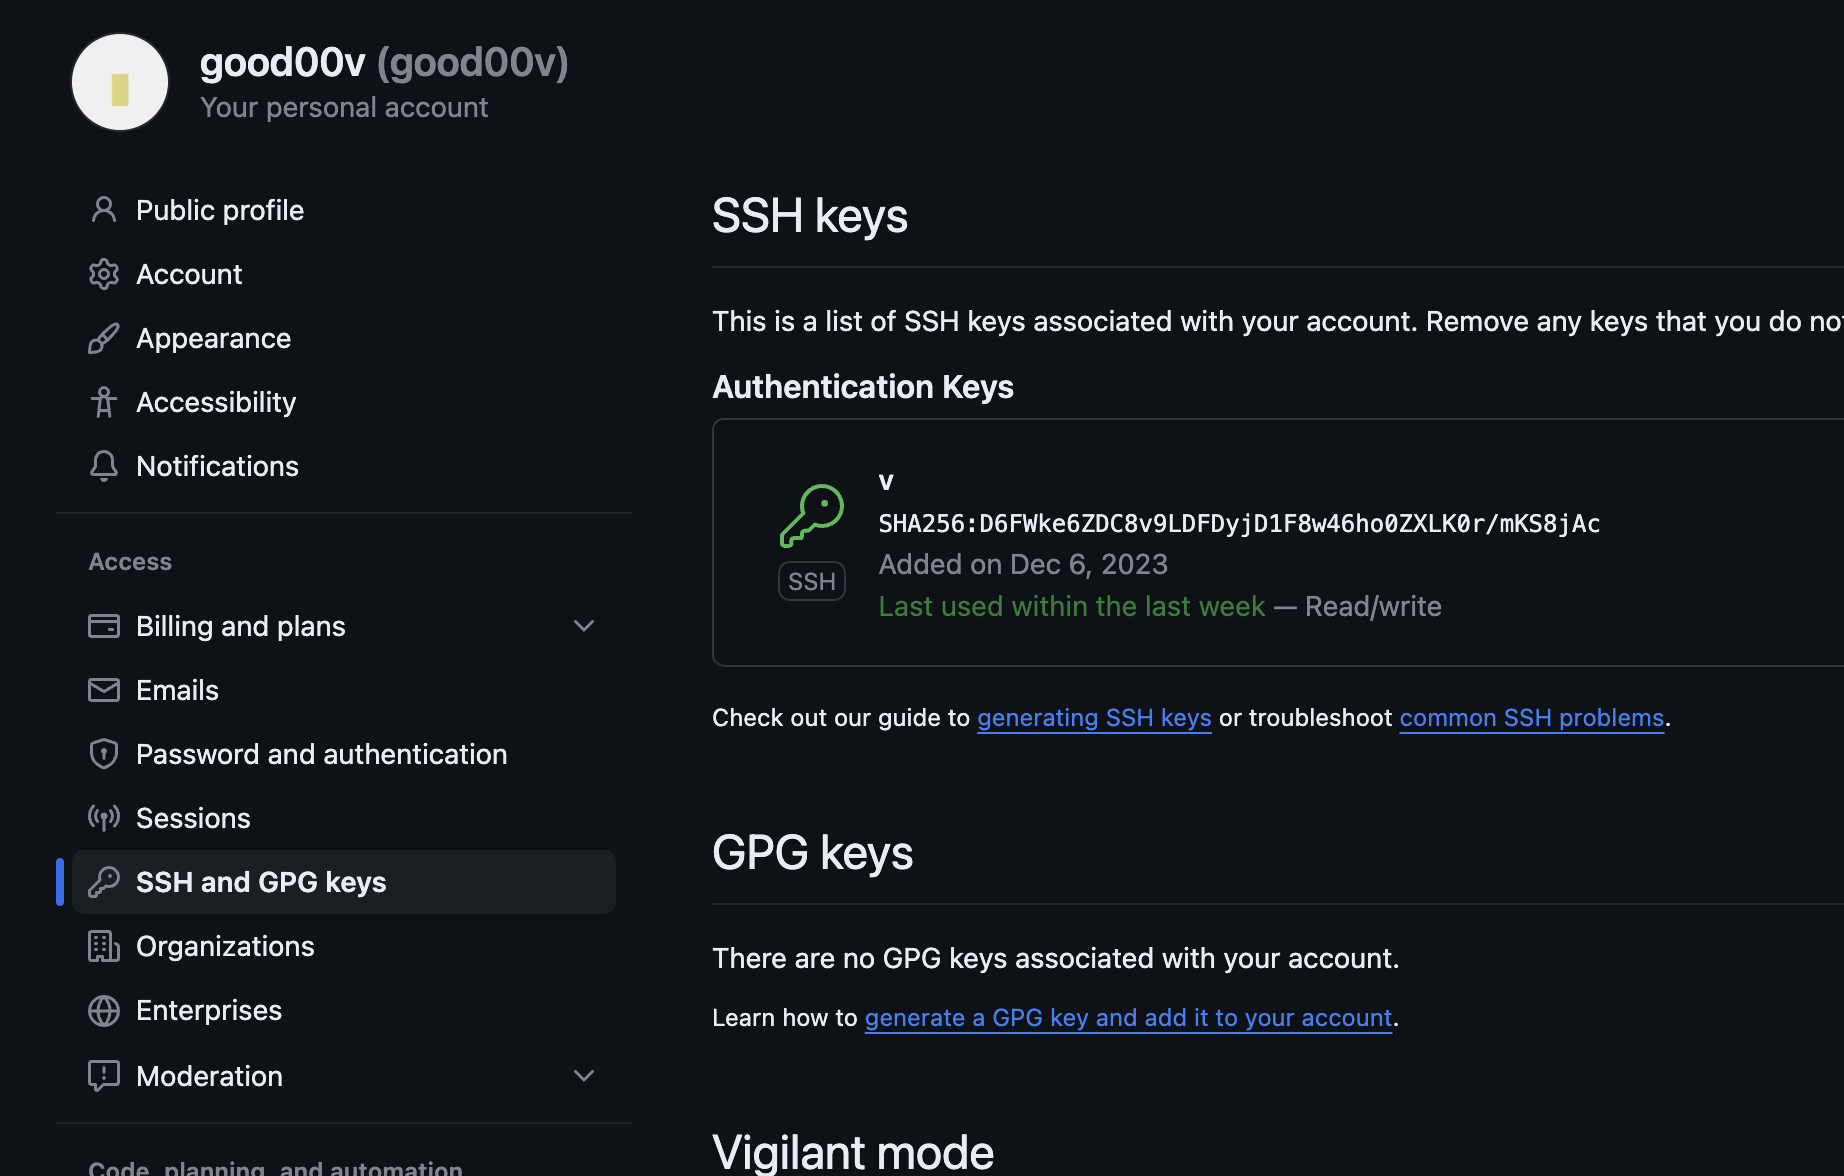 good00v (good00v)
Your personal account
Public profile
Account
Appearance
Accessibility
Notifications
Access
Billing and plans
Emails
Password and authentication
Sessions
SSH and GPG keys
Organizations
Enterprises
Moderation
Code, planning, and automation
SSH keys
This is a list of SSH keys associated with your account. Remove any keys that you do
Authentication Keys
v
SHA256:D6FWke6ZDC8v9LDFDyjD1F8w46ho0ZXLK0r/mKS8jAc
Added on Dec 6, 2023
SSH
Last used within the last week — Read/write
Check out our guide to generating SSH keys or troubleshoot common SSH problems.
GPG keys
There are no GPG keys associated with your account.
Learn how to generate a GPG key and add it to your account.
Vigilant mode